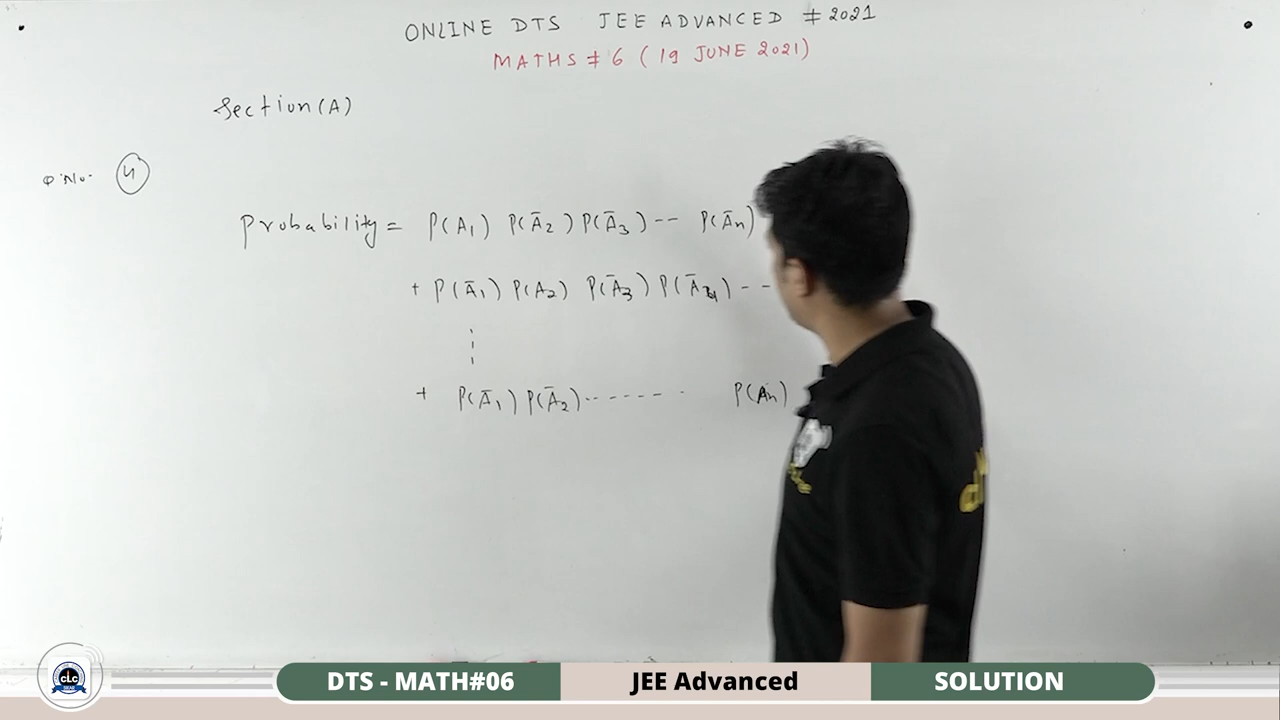 ONLINE DTS JEE ADVANCED # 2021
MATHS # 6 ( 19 JUNE 2021)
Section (A)
Q.No. (4)
Probability = P(A₁) P(Ā₂) P(Ā₃) -- P(Ān)
+ P(Ā₁) P(A₂) P(Ā₃) P(Ā₄) --
+ P(Ā₁) P(Ā₂) ------- P(An)
CLC
DTS - MATH#06 JEE Advanced SOLUTION